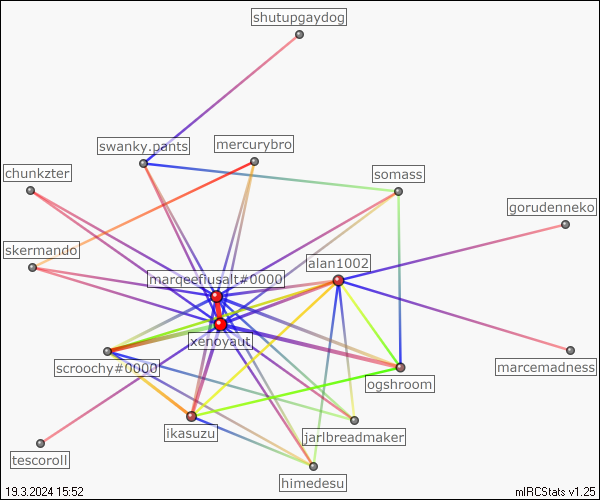 shutupgaydog
swanky.pants
mercurybro
chunkzter
somass
gorudenneko
skermando
alan1002
marqeefiusalt#0000
xenoyaut
scroochy#0000
ogshroom
marcemadness
ikasuzu
jarlbreadmaker
tescoroll
himedesu
19.3.2024 15:52
mIRCStats v1.25